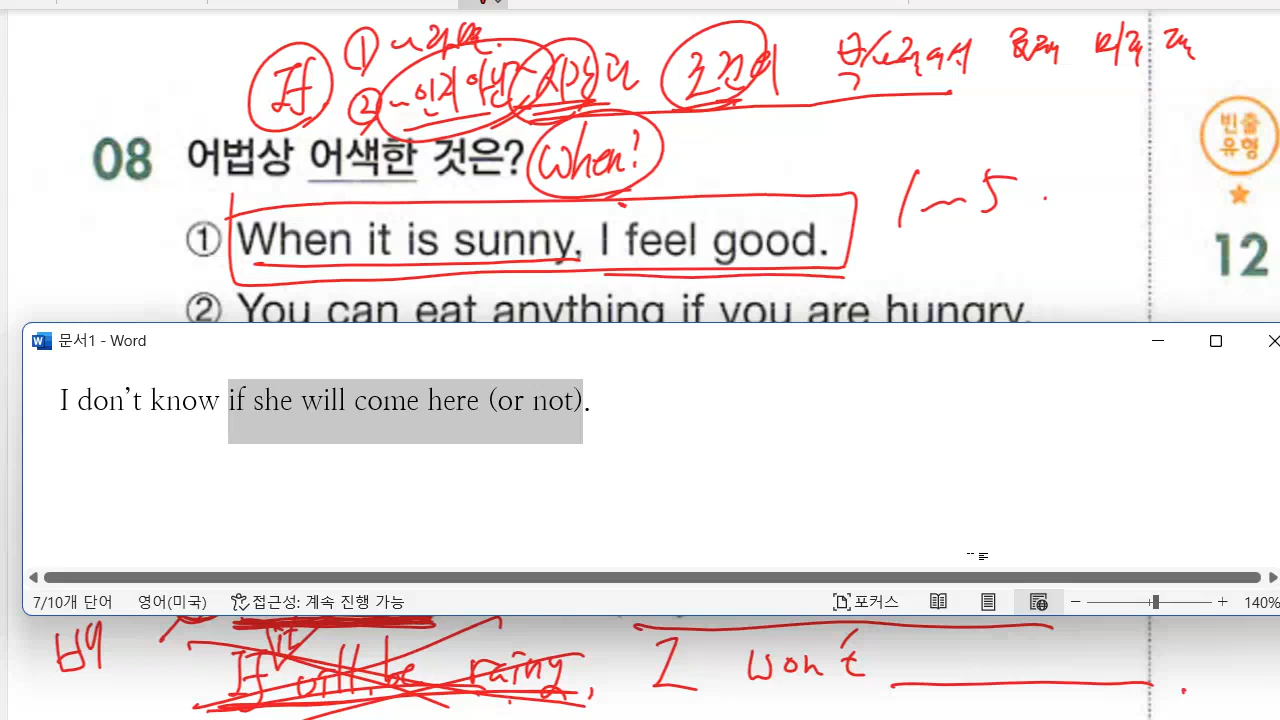 If ① ~라면.
② ~인지 아닌지 시간과 조건의 부사절에서 현재 미래
08 어법상 어색한 것은? When?
빈출
유형
① When it is sunny, I feel good.
1~5.
12
② You can eat anything if you are hungry.
문서1 - Word
I don't know if she will come here (or not).
7/10개 단어 영어(미국) 접근성: 계속 진행 가능 포커스 140%
If it will be rainy, I won't